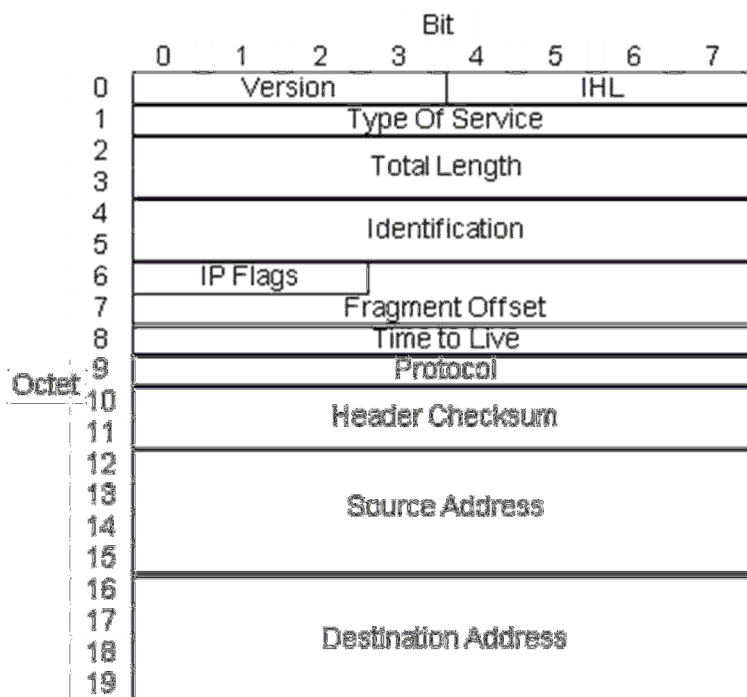 Bit
0 1 2 3 4 5 6 7
0 Version IHL
1 Type Of Service
2
Total Length
3
4
Identification
5
6 IP Flags
7 Fragment Offset
8 Time to Live
9 Protocol
Octet
10
Header Checksum
11
12
13
Source Address
14
15
16
17
Destination Address
18
19